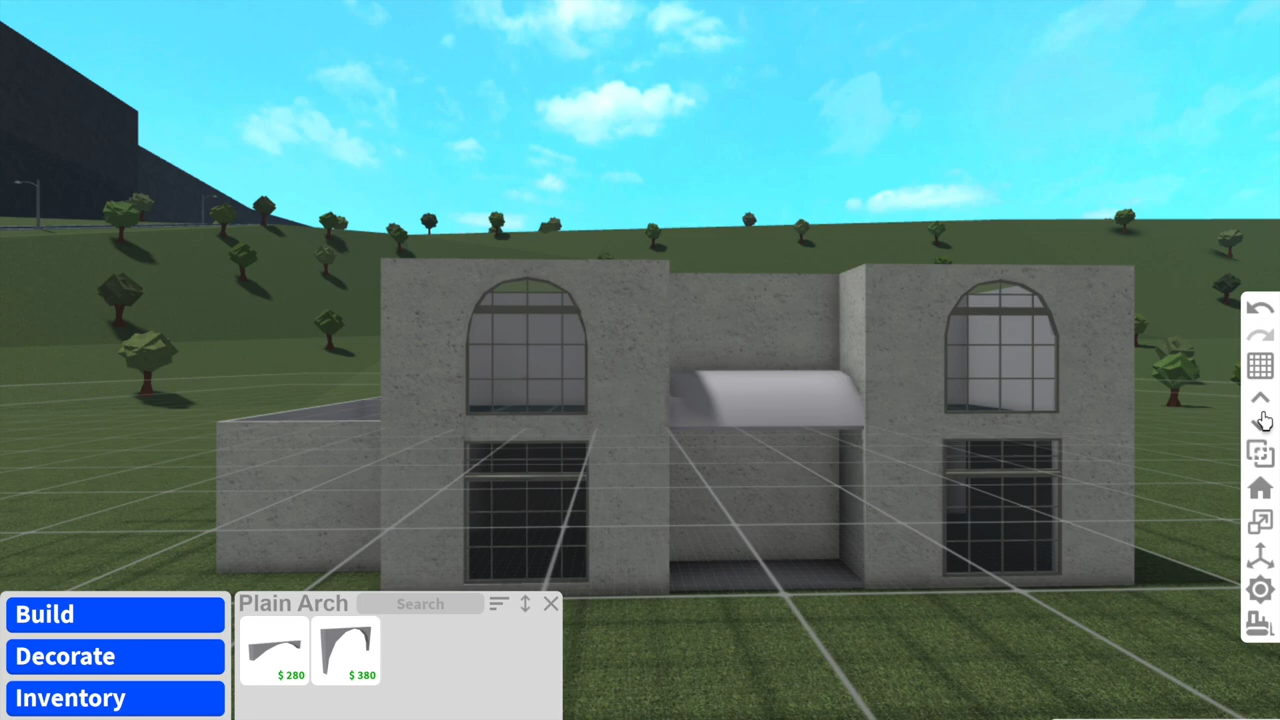 Build
Decorate
Inventory
Plain Arch
Search
$ 280
$ 380